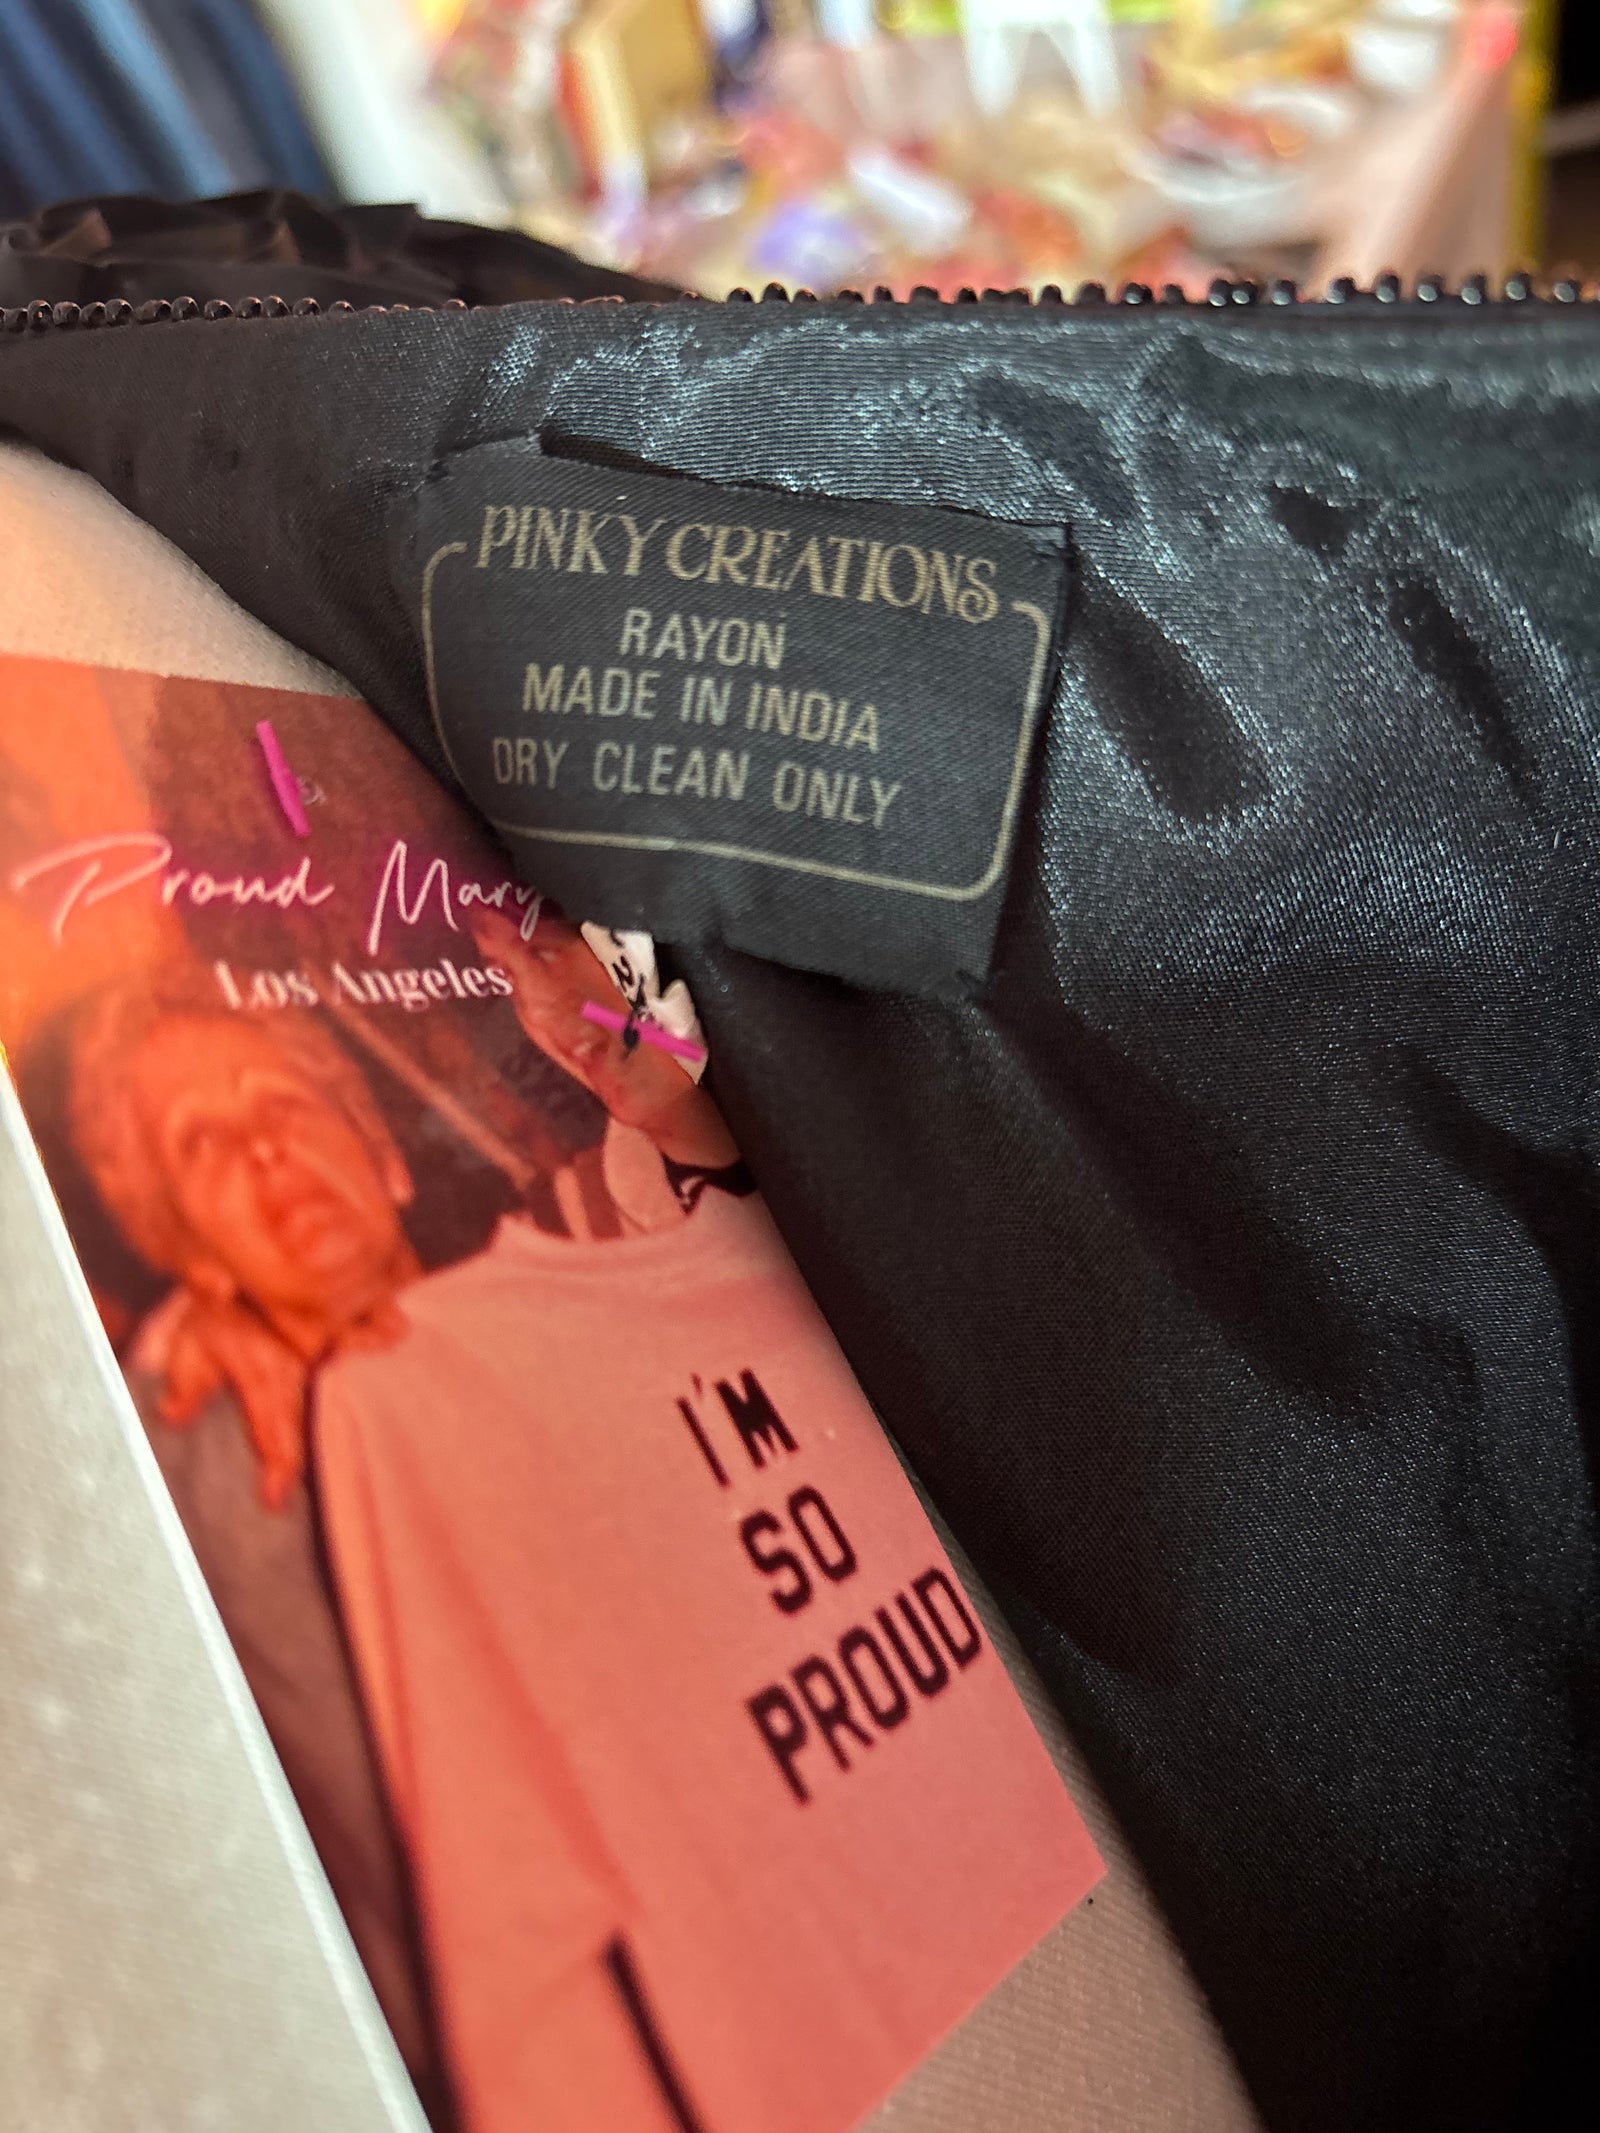 PINKY CREATIONS
RAYON
MADE IN INDIA
DRY CLEAN ONLY
Proud Mary
Los Angeles
I'M
SO
PROUD